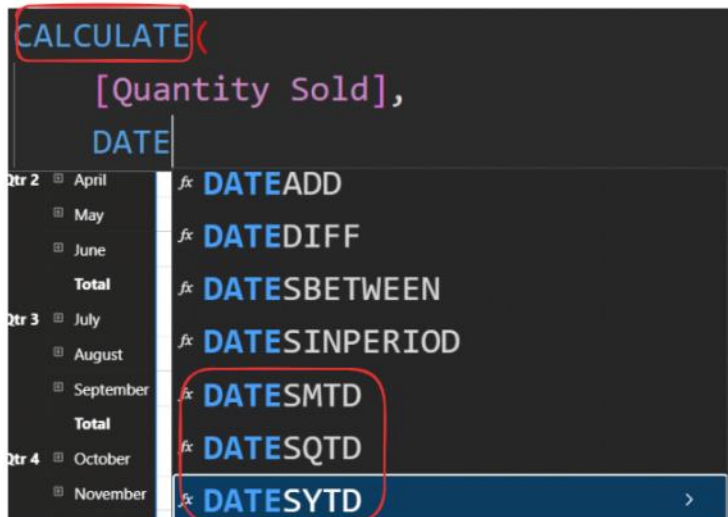 CALCULATE(
[Quantity Sold],
DATE
Qtr 2 April
May
June
Total
Qtr 3 July
August
September
Total
Qtr 4 October
November
fx DATEADD
fx DATEDIFF
fx DATESBETWEEN
fx DATESINPERIOD
fx DATESMTD
fx DATESQTD
fx DATESYTD